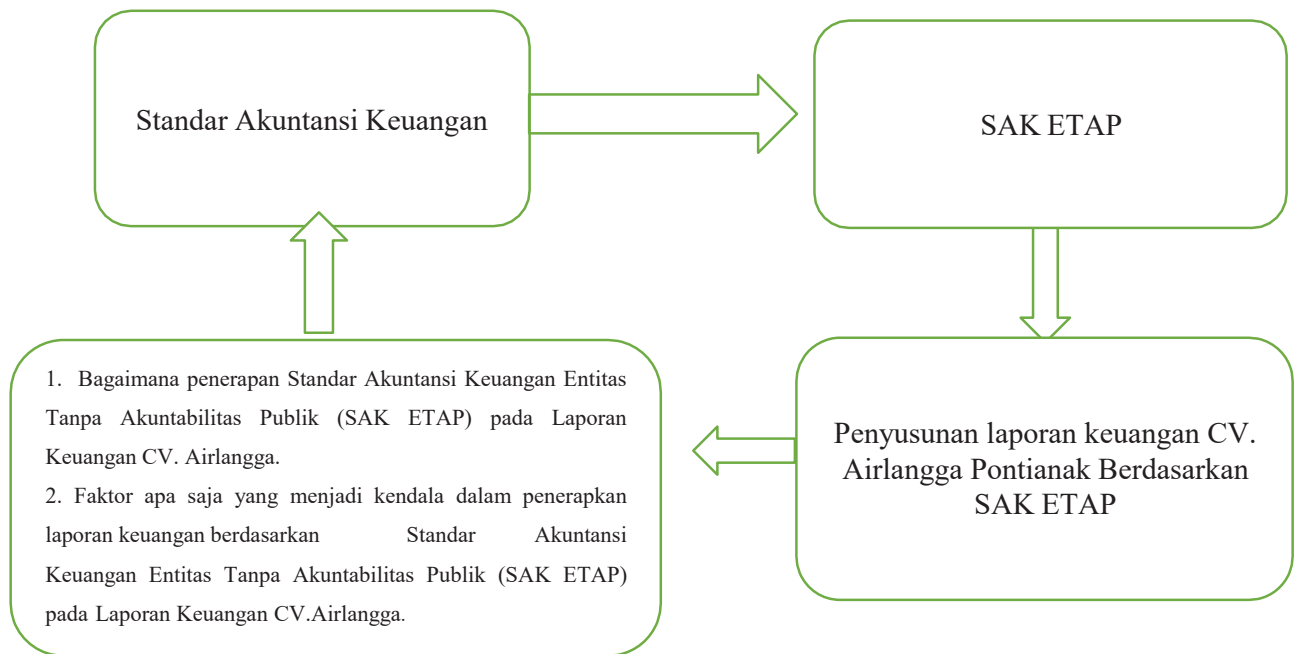 Standar Akuntansi Keuangan
SAK ETAP
1. Bagaimana penerapan Standar Akuntansi Keuangan Entitas
Tanpa Akuntabilitas Publik (SAK ETAP) pada Laporan
Keuangan CV. Airlangga.
2. Faktor apa saja yang menjadi kendala dalam penerapkan
laporan keuangan berdasarkan Standar Akuntansi
Keuangan Entitas Tanpa Akuntabilitas Publik (SAK ETAP)
pada Laporan Keuangan CV.Airlangga.
Penyusunan laporan keuangan CV.
Airlangga Pontianak Berdasarkan
SAK ETAP